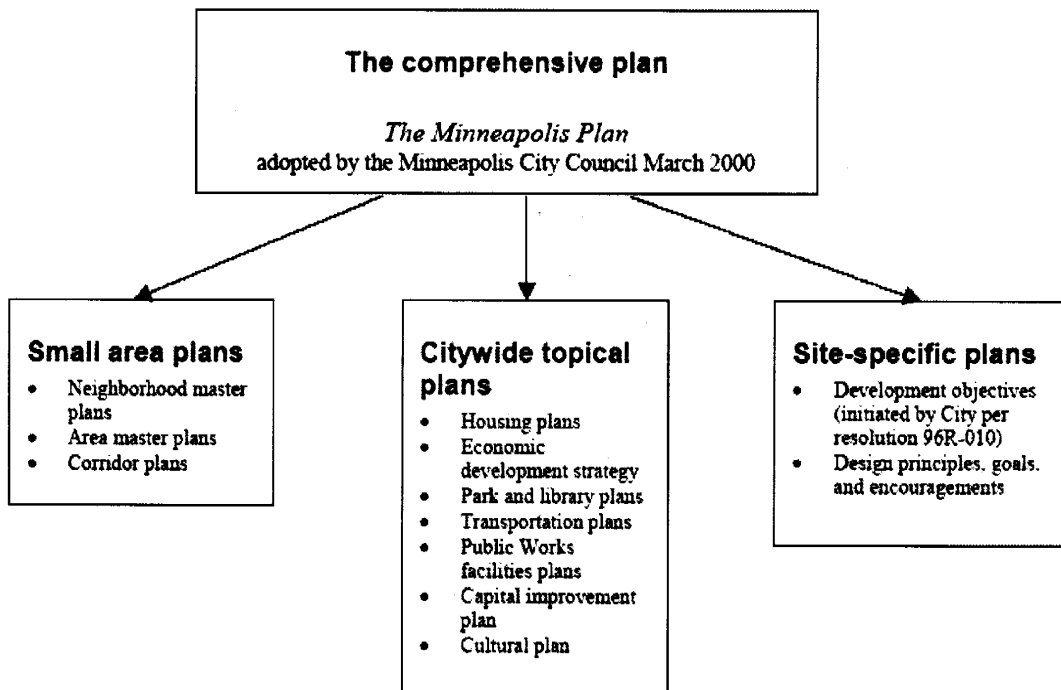 The comprehensive plan
The Minneapolis Plan
adopted by the Minneapolis City Council March 2000
Small area plans
• Neighborhood master
plans
• Area master plans
• Corridor plans
Citywide topical
plans
• Housing plans
• Economic
development strategy
• Park and library plans
• Transportation plans
• Public Works
facilities plans
• Capital improvement
plan
• Cultural plan
Site-specific plans
• Development objectives
(initiated by City per
resolution 96R-010)
• Design principles, goals,
and encouragements